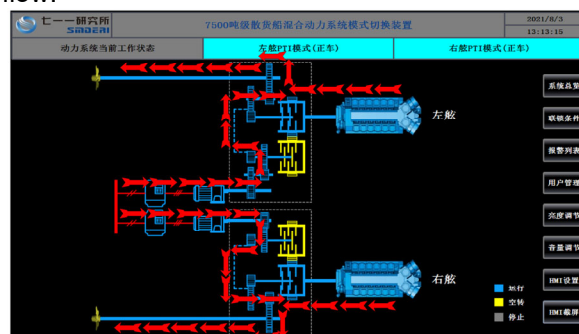 now.
七一一研究所
SMDERI
7500吨级散货船混合动力系统模式切换装置
2021/8/3
13:13:15
动力系统当前工作状态
左舷PTI模式(正车)
右舷PTI模式(正车)
系统总览
左舷
联锁条件
报警列表
用户管理
亮度调节
音量调节
右舷
HMI设置
运行
空转
HMI截屏
停止